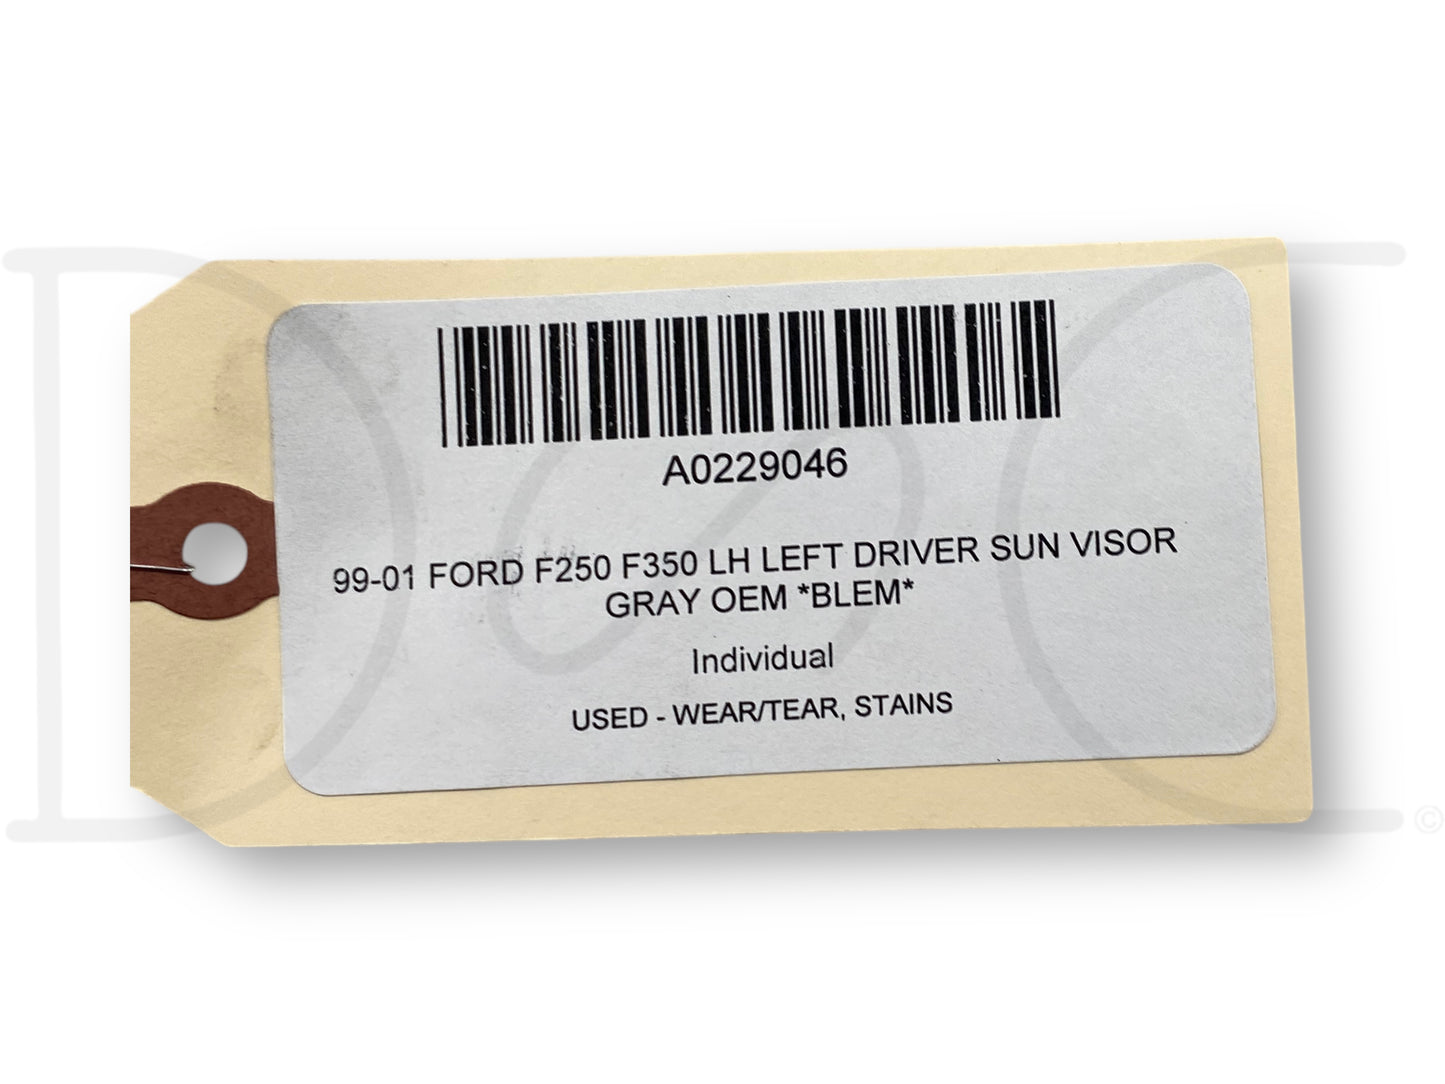 A0229046
99-01 FORD F250 F350 LH LEFT DRIVER SUN VISOR
GRAY OEM *BLEM*
Individual
USED - WEAR/TEAR, STAINS
©